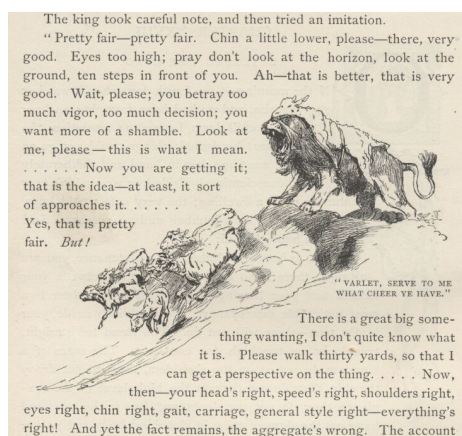 The king took careful note, and then tried an imitation.
“Pretty fair—pretty fair. Chin a little lower, please—there, very
good. Eyes too high; pray don't look at the horizon, look at the
ground, ten steps in front of you. Ah—that is better, that is very
good. Wait, please; you betray too
much vigor, too much decision; you
want more of a shamble. Look at
me, please—this is what I mean.
. . . . . . Now you are getting it;
that is the idea—at least, it sort
of approaches it. . . . . .
Yes, that is pretty
fair. But!
“VARLET, SERVE TO ME
WHAT CHEER YE HAVE.”
There is a great big some-
thing wanting, I don't quite know what
it is. Please walk thirty yards, so that I
can get a perspective on the thing. . . . . Now,
then—your head's right, speed's right, shoulders right,
eyes right, chin right, gait, carriage, general style right—everything's
right! And yet the fact remains, the aggregate's wrong. The account